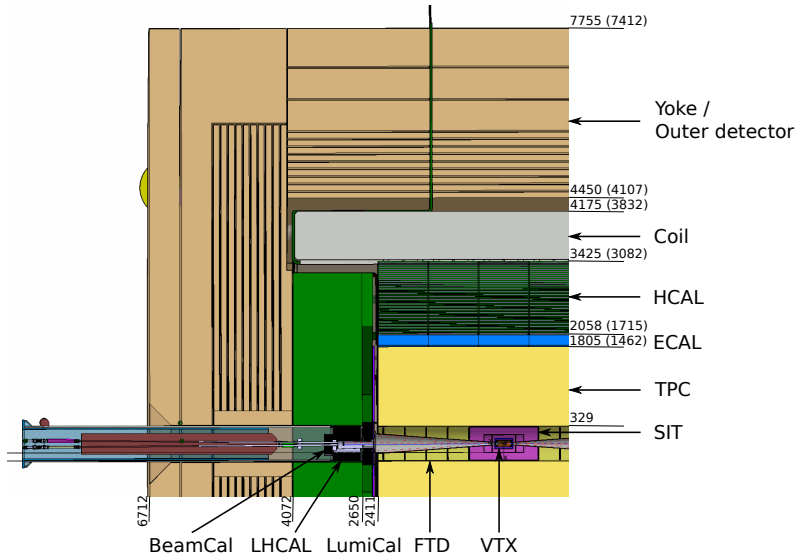 7755 (7412)
Yoke /
Outer detector
4450 (4107)
4175 (3832)
Coil
3425 (3082)
HCAL
2058 (1715)
ECAL
1805 (1462)
TPC
329
SIT
6712
4072
2650
2411
BeamCal LHCAL LumiCal FTD VTX